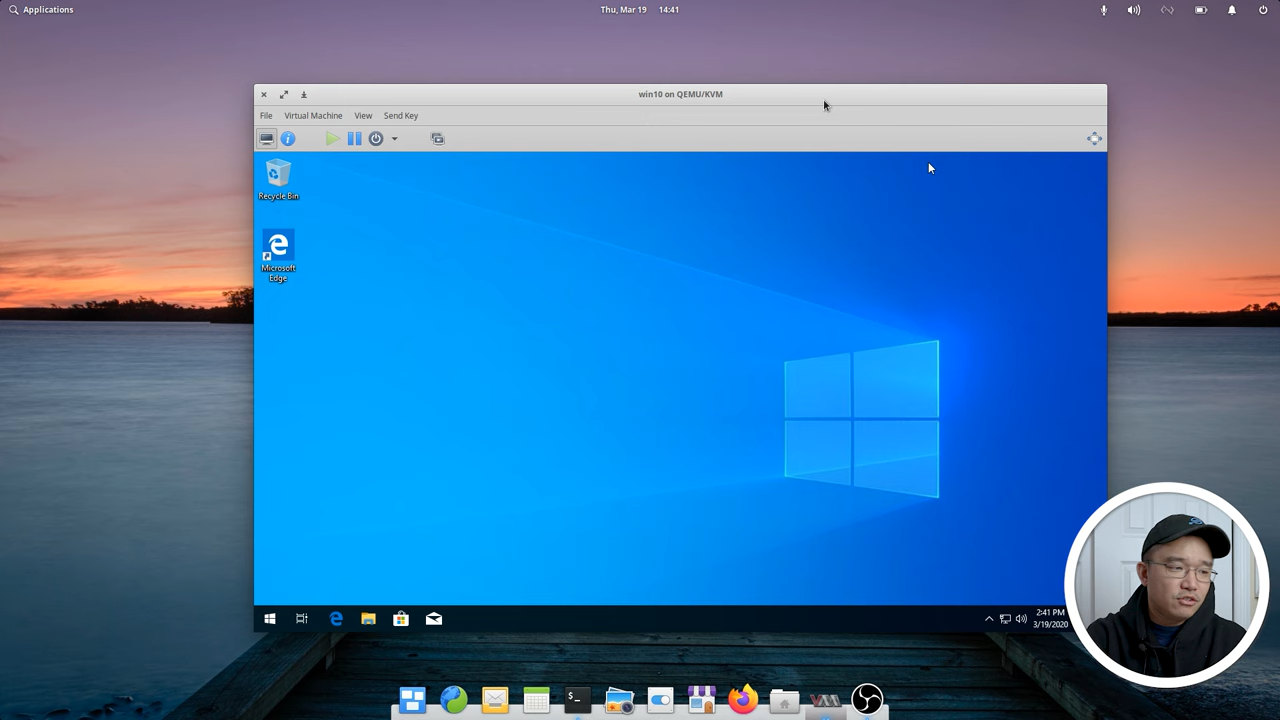 Applications
Thu, Mar 19 14:41
win10 on QEMU/KVM
File Virtual Machine View Send Key
Recycle Bin
Microsoft
Edge
2:41 PM
3/19/2020